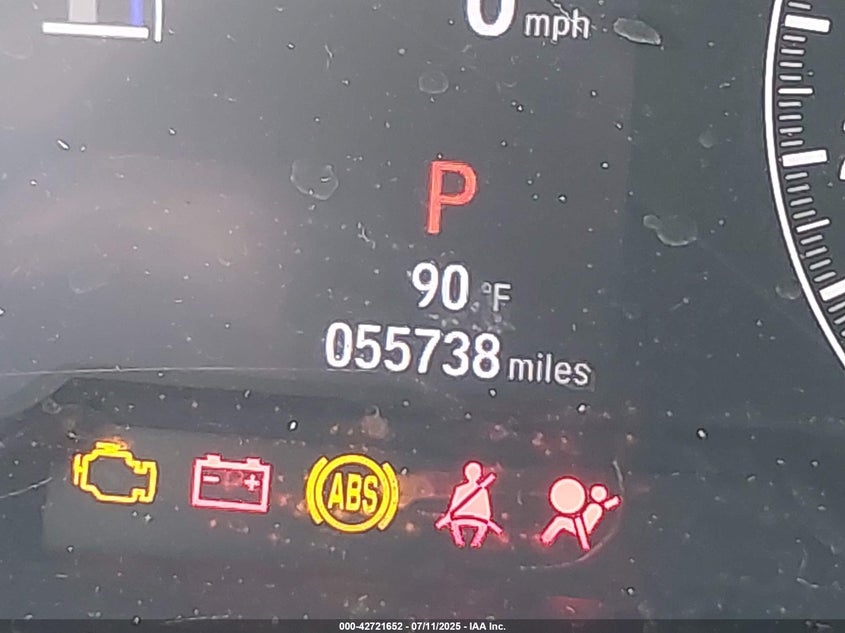 0 mph
P
90 °F
055738 miles
- +
ABS
000-42721652 - 07/11/2025 - IAA Inc.